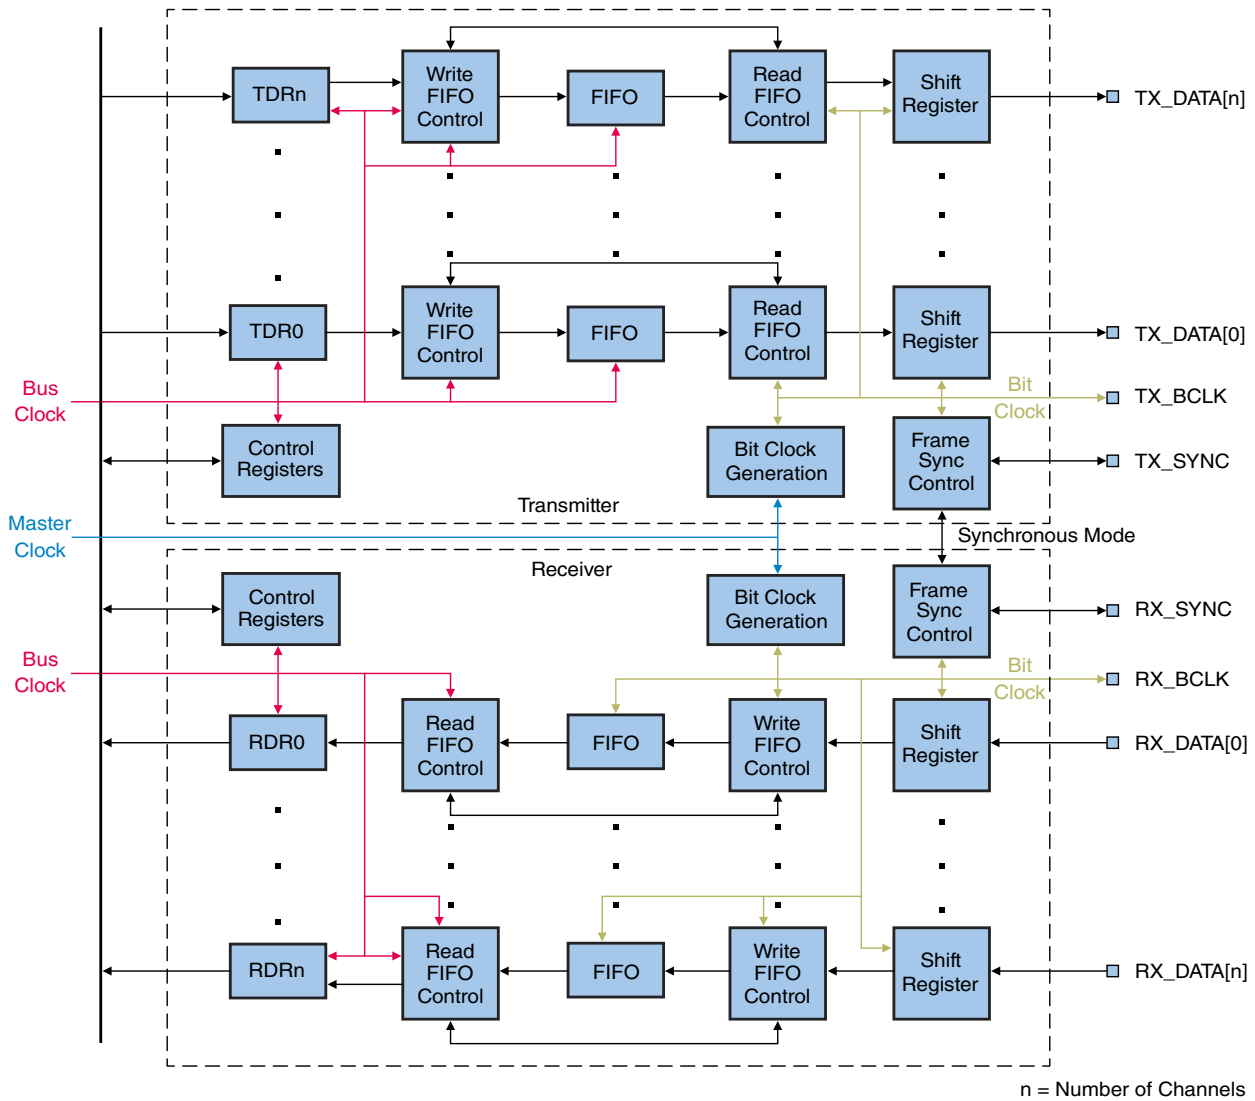 TDRn
Write
FIFO
Control
FIFO
Read
FIFO
Control
Shift
Register
TX_DATA[n]
TDR0
Write
FIFO
Control
FIFO
Read
FIFO
Control
Shift
Register
TX_DATA[0]
Bus
Clock
Bit
Clock
TX_BCLK
Control
Registers
Bit Clock
Generation
Frame
Sync
Control
TX_SYNC
Transmitter
Master
Clock
Synchronous Mode
Receiver
Control
Registers
Bit Clock
Generation
Frame
Sync
Control
RX_SYNC
Bus
Clock
Bit
Clock
RX_BCLK
RDR0
Read
FIFO
Control
FIFO
Write
FIFO
Control
Shift
Register
RX_DATA[0]
RDRn
Read
FIFO
Control
FIFO
Write
FIFO
Control
Shift
Register
RX_DATA[n]
n = Number of Channels